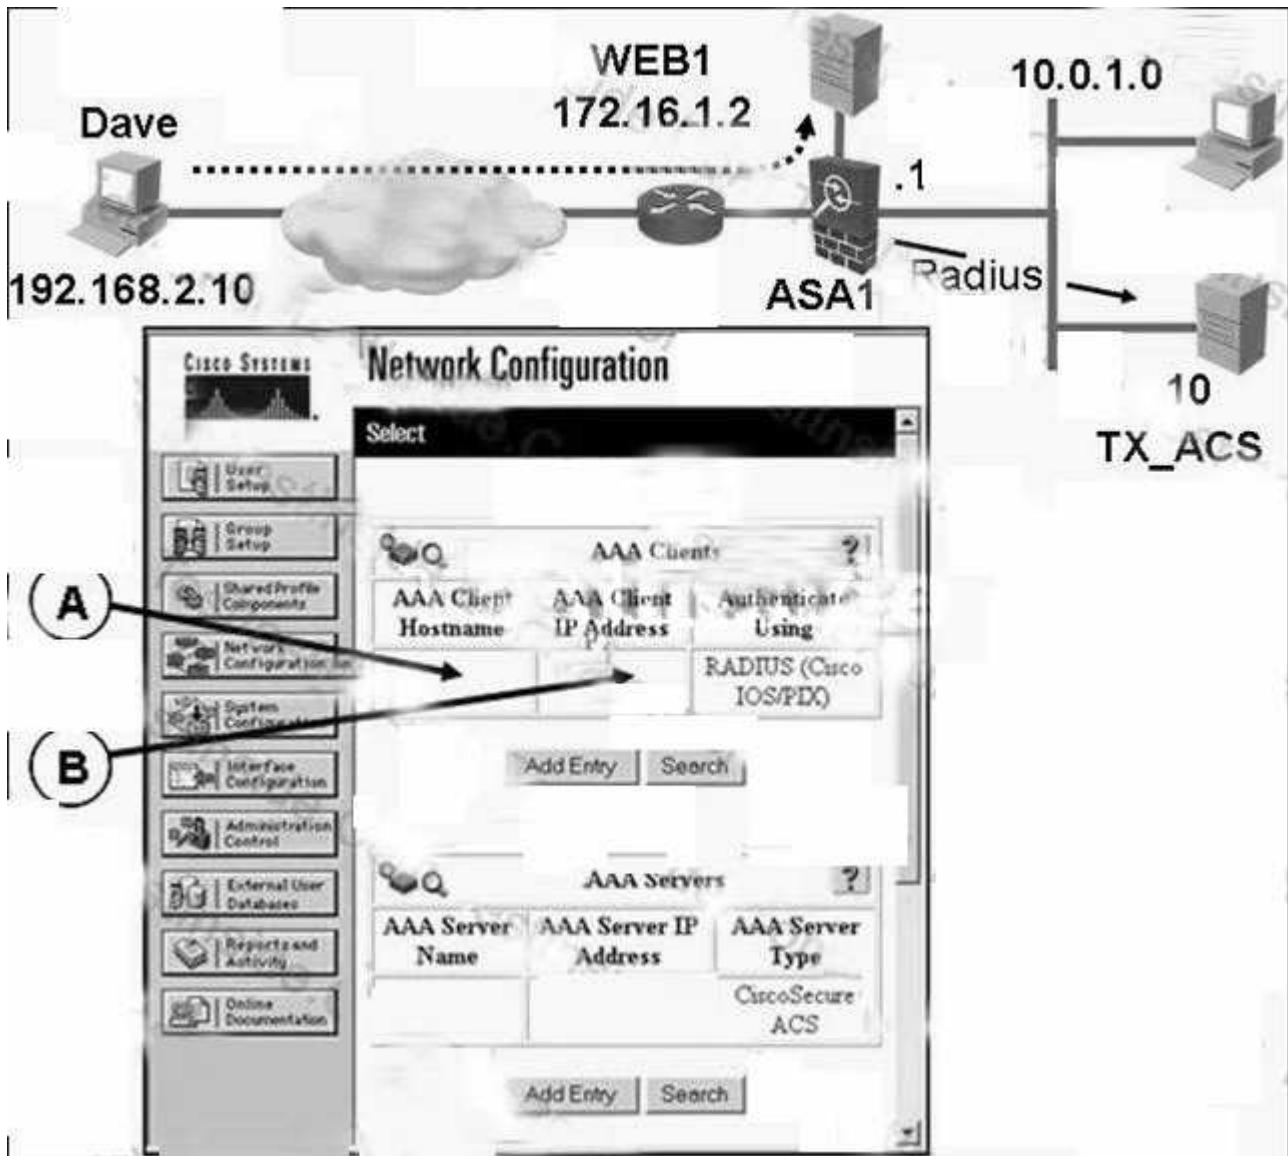 WEB1
172.16.1.2
10.0.1.0
Dave
.1
192.168.2.10
ASA1
Radius
10
TX_ACS
CISCO SYSTEMS
Network Configuration
Select
User
Setup
Group
Setup
Shared Profile
Components
Network
Configuration
System
Configuration
Interface
Configuration
Administration
Control
External User
Databases
Reports and
Activity
Online
Documentation
A
B
AAA Clients
?
AAA Client
Hostname
AAA Client
IP Address
Authenticate
Using
RADIUS (Cisco
IOS/PIX)
Add Entry
Search
AAA Servers
?
AAA Server
Name
AAA Server IP
Address
AAA Server
Type
CiscoSecure
ACS
Add Entry
Search